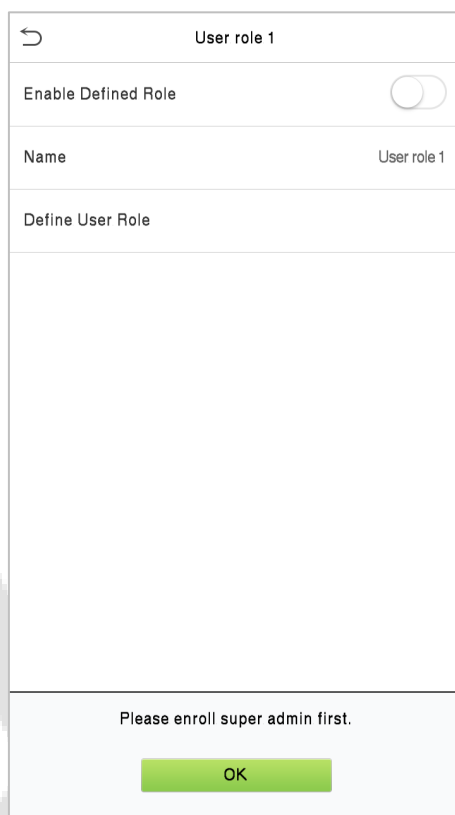 User role 1
Enable Defined Role
Name User role 1
Define User Role
Please enroll super admin first.
OK